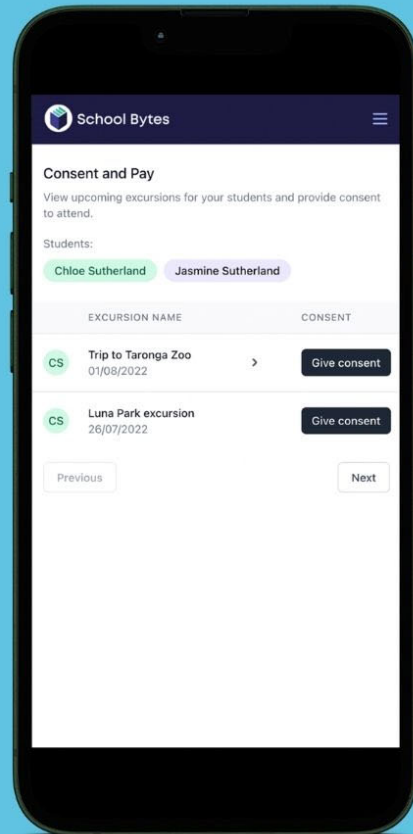 School Bytes
Consent and Pay
View upcoming excursions for your students and provide consent
to attend.
Students:
Chloe Sutherland Jasmine Sutherland
EXCURSION NAME CONSENT
CS Trip to Taronga Zoo Give consent
01/08/2022
CS Luna Park excursion Give consent
26/07/2022
Previous Next